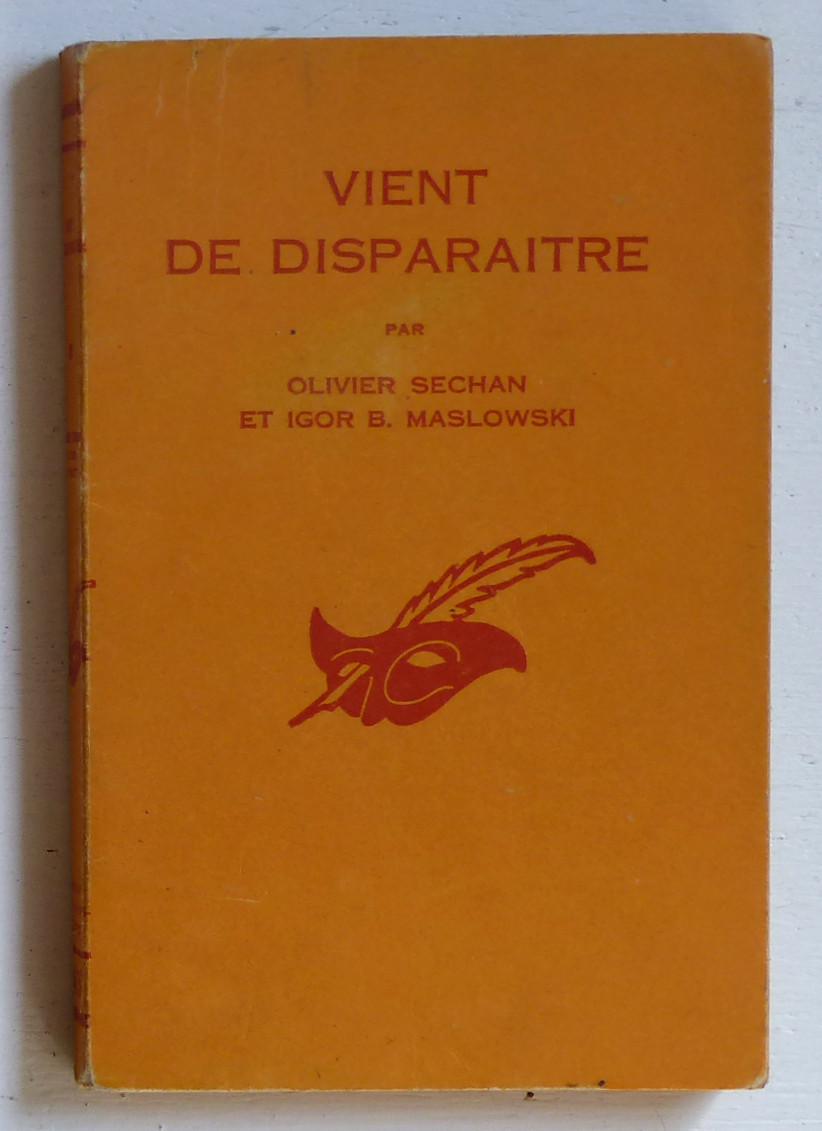 VIENT
DE DISPARAITRE
PAR
OLIVIER SECHAN
ET IGOR B. MASLOWSKI